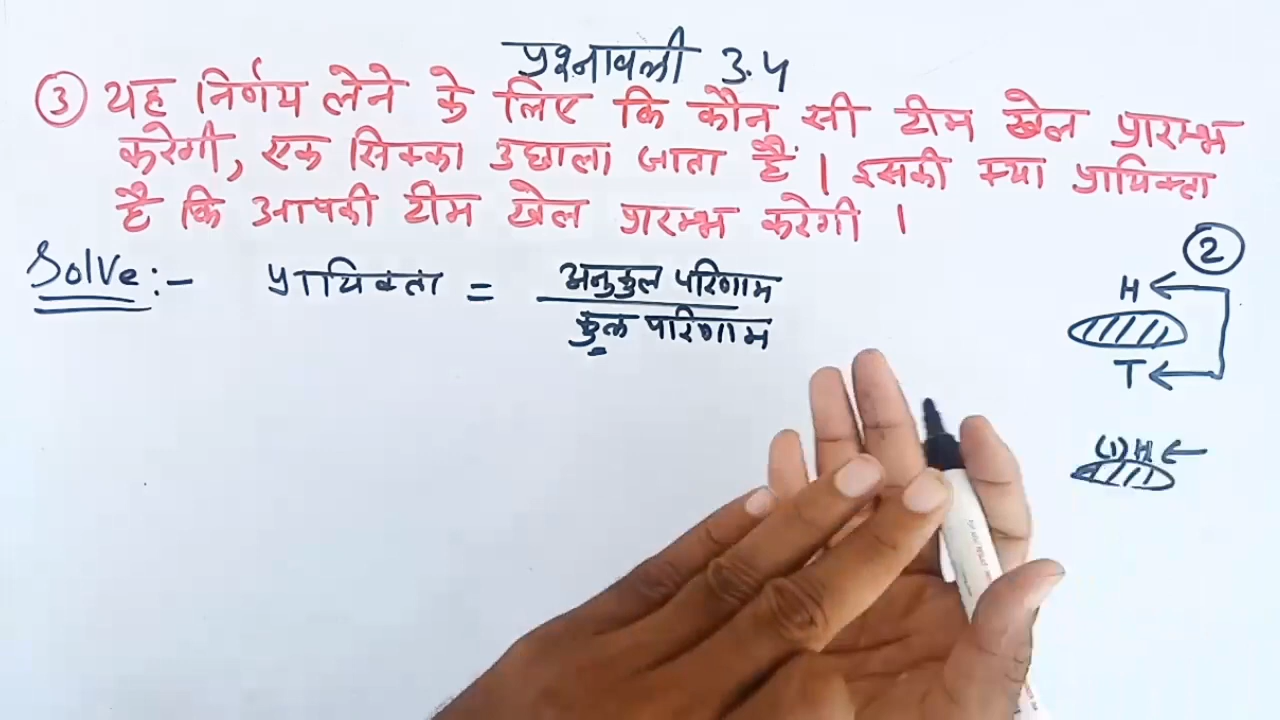 प्रश्नावली 3.4
③ यह निर्णय लेने के लिए कि कौन सी टीम खेल प्रारम्भ
करेगी, एक सिक्का उछाला जाता है। इसकी क्या प्रायिकता
है कि आपकी टीम खेल प्रारम्भ करेगी ।
Solve:- प्रायिकता = अनुकुल परिणाम
कुल परिणाम
②
H
T
(1) H